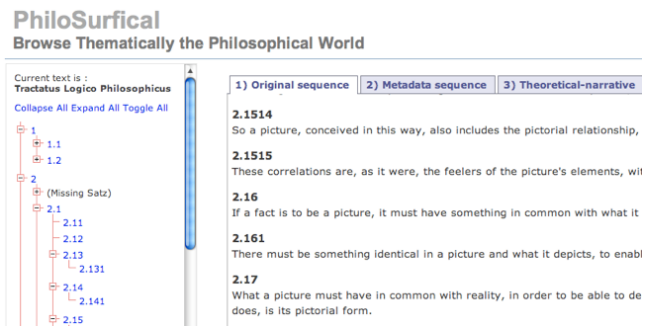 PhiloSurfical
Browse Thematically the Philosophical World
Current text is :
Tractatus Logico Philosophicus
Collapse All Expand All Toggle All
1
1.1
1.2
2
(Missing Satz)
2.1
2.11
2.12
2.13
2.131
2.14
2.141
2.15
1) Original sequence
2) Metadata sequence
3) Theoretical-narrative
2.1514
So a picture, conceived in this way, also includes the pictorial relationship,
2.1515
These correlations are, as it were, the feelers of the picture's elements,
2.16
If a fact is to be a picture, it must have something in common with what it
2.161
There must be something identical in a picture and what it depicts, to
2.17
What a picture must have in common with reality, in order to be able to
does, is its pictorial form.